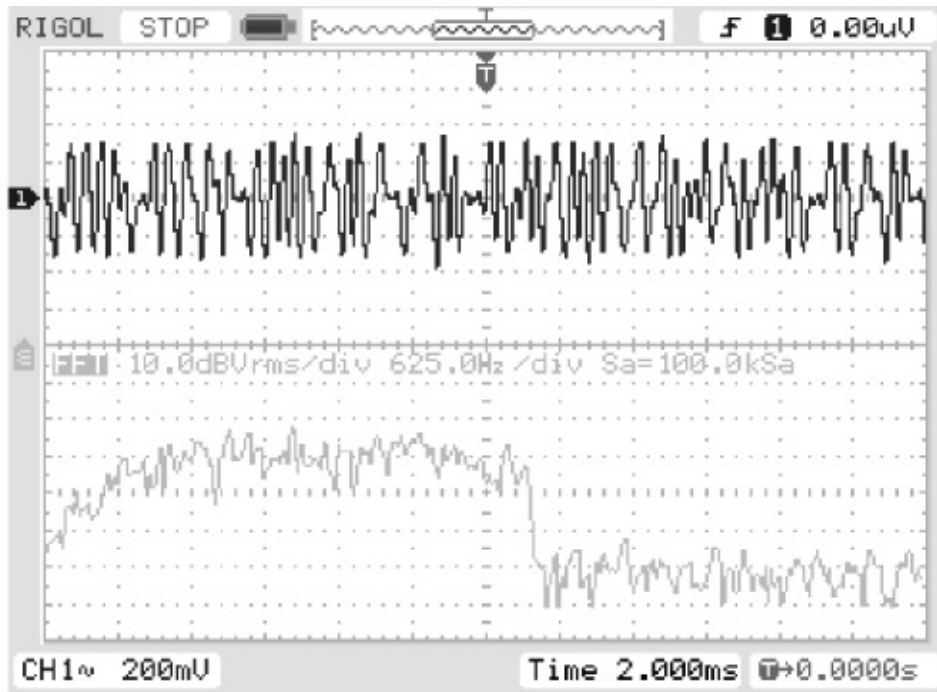 RIGOL STOP T 1 0.00uV
T
1
FFT 10.0dBVrms/div 625.0Hz/div Sa=100.0kSa
CH1~ 200mV Time 2.000ms T→0.0000s